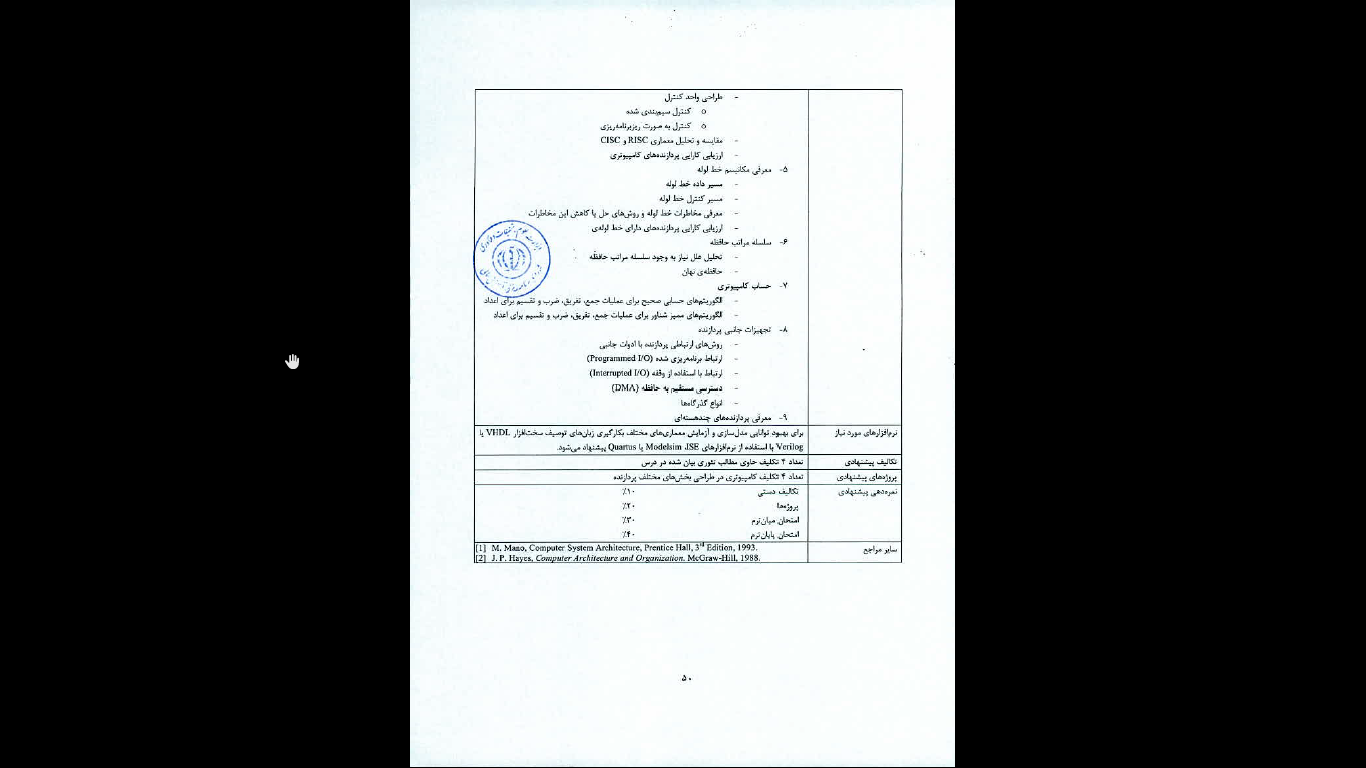 - طراحی واحد کنترل
o کنترل سیم‌بندی شده
o کنترل به صورت ریزبرنامه‌ریزی
- مقایسه و تحلیل معماری RISC و CISC
- ارزیابی کارایی پردازنده‌های کامپیوتری
۵- معرفی مکانیسم خط لوله
- مسیر داده خط لوله
- مسیر کنترل خط لوله
- معرفی مخاطرات خط لوله و روش‌های حل یا کاهش این مخاطرات
- ارزیابی کارایی پردازنده‌های دارای خط لوله‌ی
۶- سلسله مراتب حافظه
- تحلیل علل نیاز به وجود سلسله مراتب حافظه
- حافظه‌ی نهان
۷- حساب کامپیوتری
- الگوریتم‌های حسابی صحیح برای عملیات جمع، تفریق، ضرب و تقسیم برای اعداد
- الگوریتم‌های ممیز شناور برای عملیات جمع، تفریق، ضرب و تقسیم برای اعداد
۸- تجهیزات جانبی پردازنده
- روش‌های ارتباطی پردازنده با ادوات جانبی
- ارتباط برنامه‌ریزی شده (Programmed I/O)
- ارتباط با استفاده از وقفه (Interrupted I/O)
- دسترسی مستقیم به حافظه (DMA)
- انواع گذرگاه‌ها
۹- معرفی پردازنده‌های چندهسته‌ای
نرم‌افزارهای مورد نیاز برای بهبود توانایی مدل‌سازی و آزمایش معماری‌های مختلف بکارگیری زبان‌های توصیف سخت‌افزار VHDL یا
Verilog با استفاده از نرم‌افزارهای Modelsim ،ISE یا Quartus پیشنهاد می‌شود.
تکالیف پیشنهادی تعداد ۴ تکلیف حاوی مطالب تئوری بیان شده در درس
پروژه‌های پیشنهادی تعداد ۴ تکلیف کامپیوتری در طراحی بخش‌های مختلف پردازنده
نمره‌دهی پیشنهادی تکالیف دستی ٪۱۰
پروژه‌ها ٪۲۰
امتحان میان‌ترم ٪۳۰
امتحان پایان‌ترم ٪۴۰
سایر مراجع
[1] M. Mano, Computer System Architecture, Prentice Hall, 3rd Edition, 1993.
[2] J. P. Hayes, Computer Architecture and Organization. McGraw-Hill, 1988.
۵۰